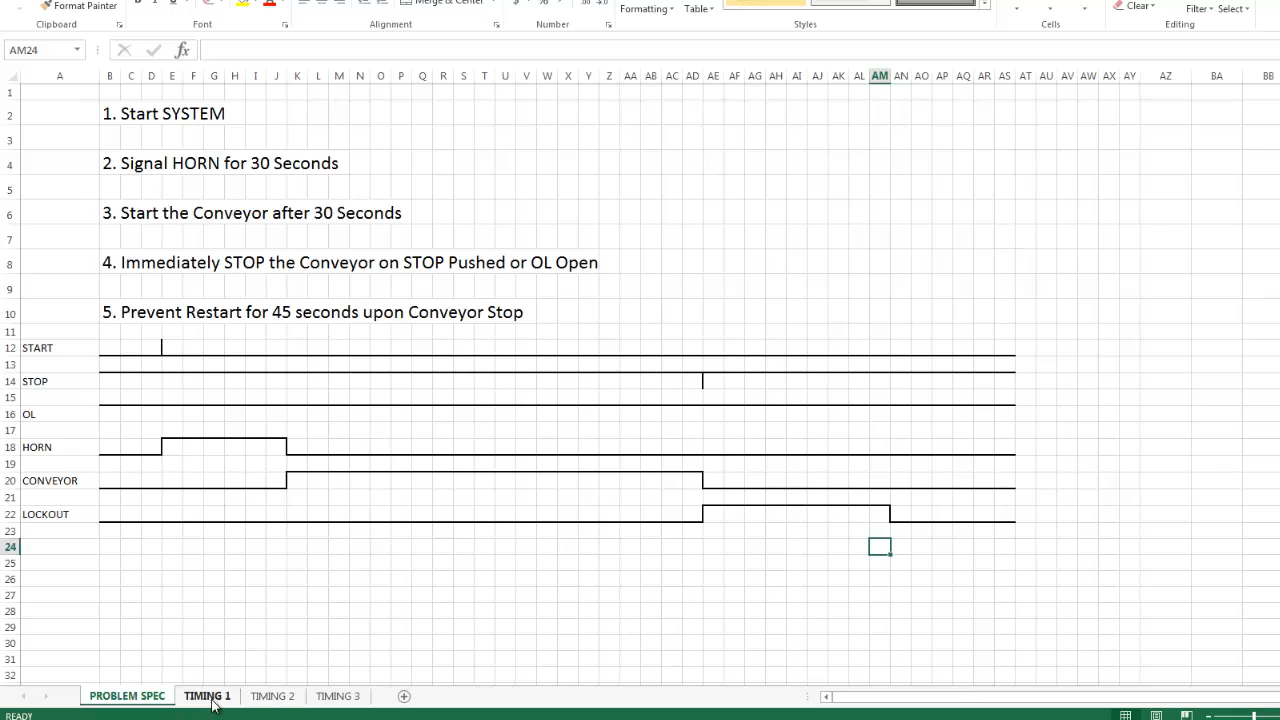 Format Painter
Merge & Center
Formatting
Table
Clear
Filter
Select
Clipboard
Font
Alignment
Number
Styles
Cells
Editing
AM24
fx
A B C D E F G H I J K L M N O P Q R S T U V W X Y Z AA AB AC AD AE AF AG AH AI AJ AK AL AM AN AO AP AQ AR AS AT AU AV AW AX AY AZ BA BB
1
2 1. Start SYSTEM
3
4 2. Signal HORN for 30 Seconds
5
6 3. Start the Conveyor after 30 Seconds
7
8 4. Immediately STOP the Conveyor on STOP Pushed or OL Open
9
10 5. Prevent Restart for 45 seconds upon Conveyor Stop
11
12 START
13
14 STOP
15
16 OL
17
18 HORN
19
20 CONVEYOR
21
22 LOCKOUT
23
24
25
26
27
28
29
30
31
32
PROBLEM SPEC TIMING 1 TIMING 2 TIMING 3
READY